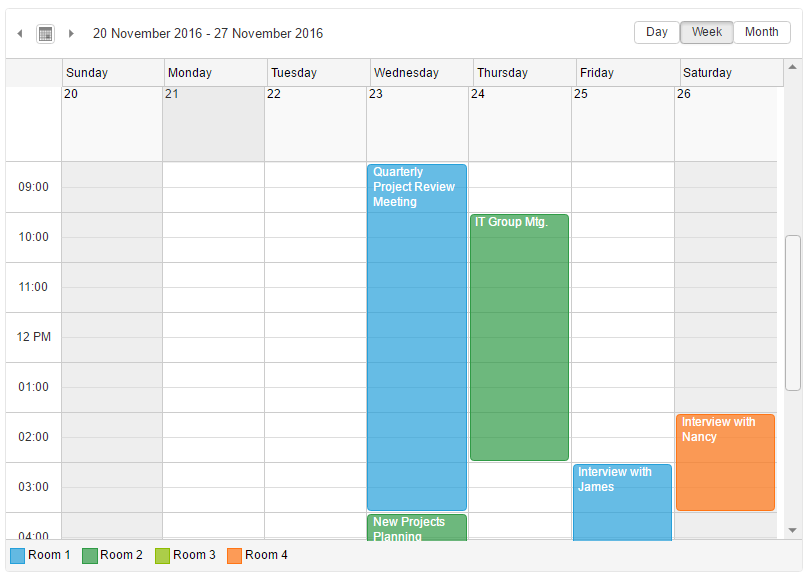 20 November 2016 - 27 November 2016 Day Week Month
Sunday Monday Tuesday Wednesday Thursday Friday Saturday
20 21 22 23 24 25 26
Quarterly
Project Review
Meeting
09:00
IT Group Mtg.
10:00
11:00
12 PM
01:00
Interview with
Nancy
02:00
Interview with
James
03:00
New Projects
Planning
04:00
Room 1 Room 2 Room 3 Room 4